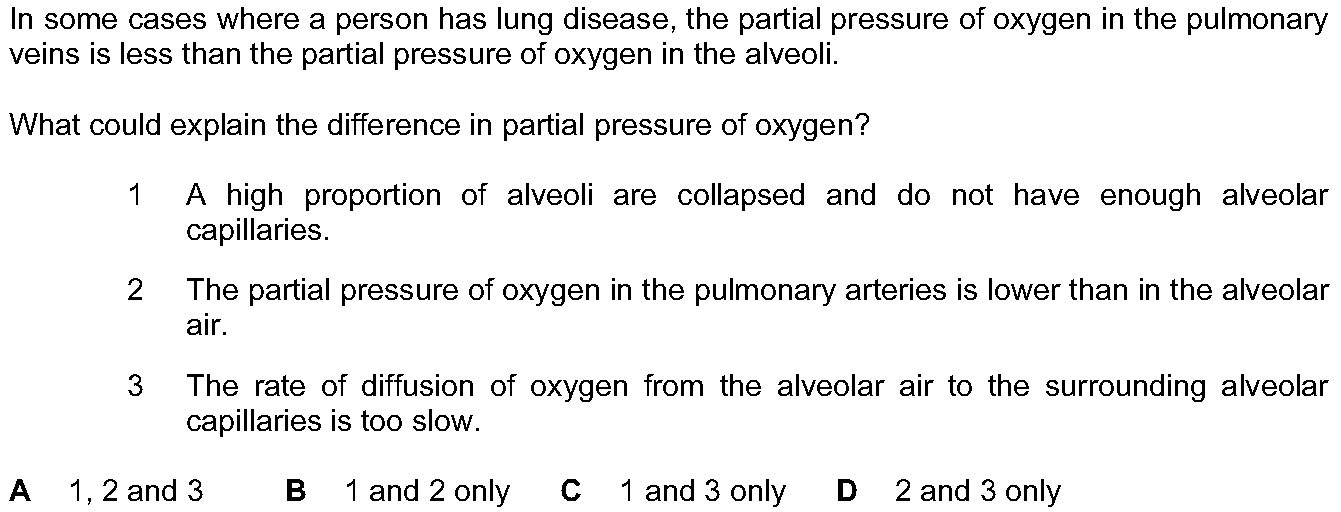 In some cases where a person has lung disease, the partial pressure of oxygen in the pulmonary
veins is less than the partial pressure of oxygen in the alveoli.
What could explain the difference in partial pressure of oxygen?
1 A high proportion of alveoli are collapsed and do not have enough alveolar
capillaries.
2 The partial pressure of oxygen in the pulmonary arteries is lower than in the alveolar
air.
3 The rate of diffusion of oxygen from the alveolar air to the surrounding alveolar
capillaries is too slow.
A 1, 2 and 3 B 1 and 2 only C 1 and 3 only D 2 and 3 only